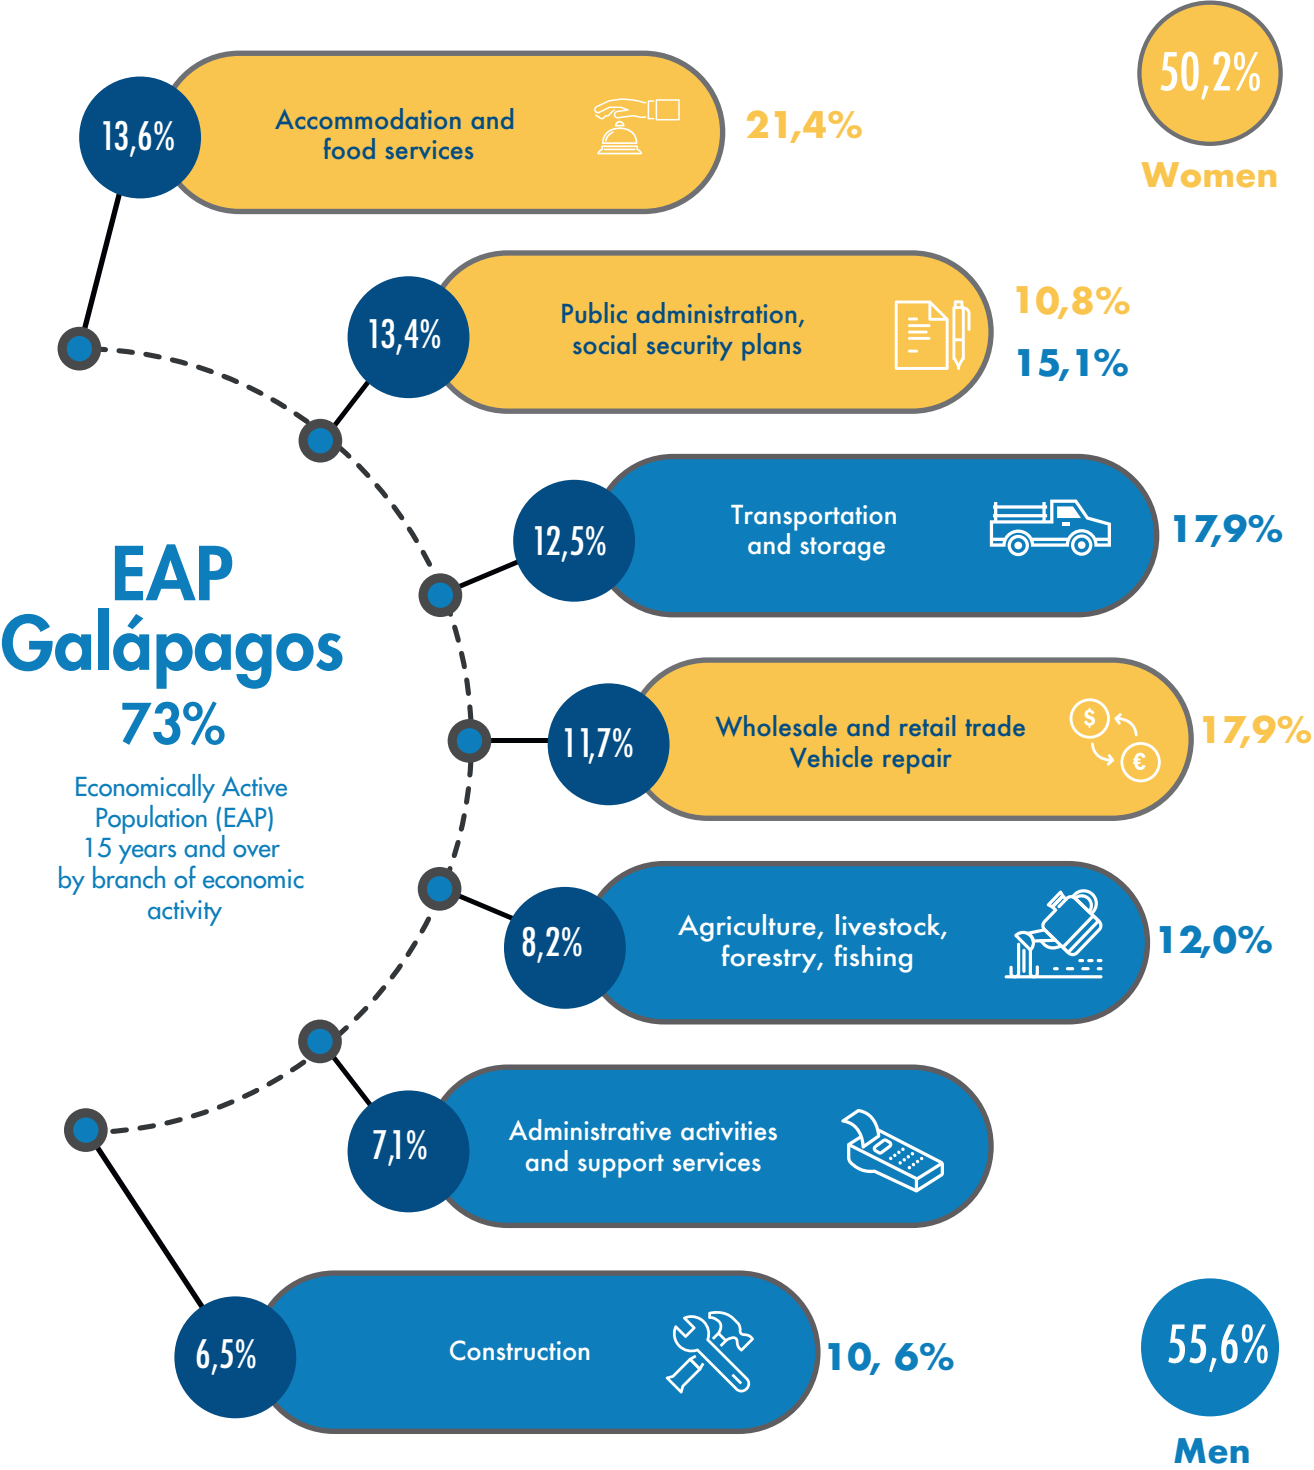 50,2%
Women
13,6%
Accommodation and
food services
21,4%
13,4%
Public administration,
social security plans
10,8%
15,1%
12,5%
Transportation
and storage
17,9%
EAP
Galápagos
73%
Economically Active
Population (EAP)
15 years and over
by branch of economic
activity
11,7%
Wholesale and retail trade
Vehicle repair
$
€
17,9%
8,2%
Agriculture, livestock,
forestry, fishing
12,0%
7,1%
Administrative activities
and support services
6,5%
Construction
10, 6%
55,6%
Men